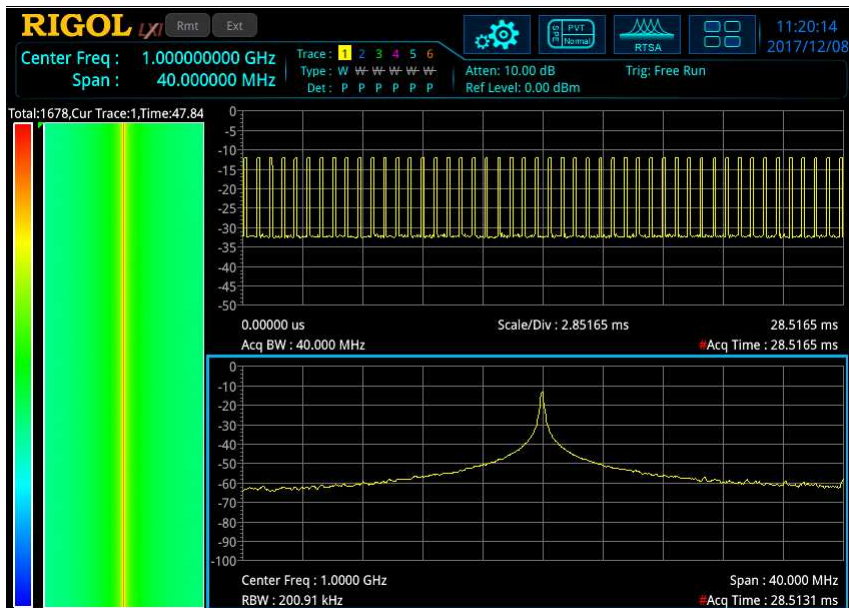 RIGOL LXI Rmt Ext
Center Freq : 1.000000000 GHz
Span : 40.000000 MHz
Trace : 1 2 3 4 5 6
Type : W W W W W W
Det : P P P P P P
SPE PVT Normal
RTSA
11:20:14
2017/12/08
Atten: 10.00 dB Trig: Free Run
Ref Level: 0.00 dBm
Total:1678,Cur Trace:1,Time:47.84
0
-5
-10
-15
-20
-25
-30
-35
-40
-45
-50
0.00000 us Scale/Div : 2.85165 ms 28.5165 ms
Acq BW : 40.000 MHz #Acq Time : 28.5165 ms
0
-10
-20
-30
-40
-50
-60
-70
-80
-90
-100
Center Freq : 1.0000 GHz Span : 40.000 MHz
RBW : 200.91 kHz #Acq Time : 28.5131 ms